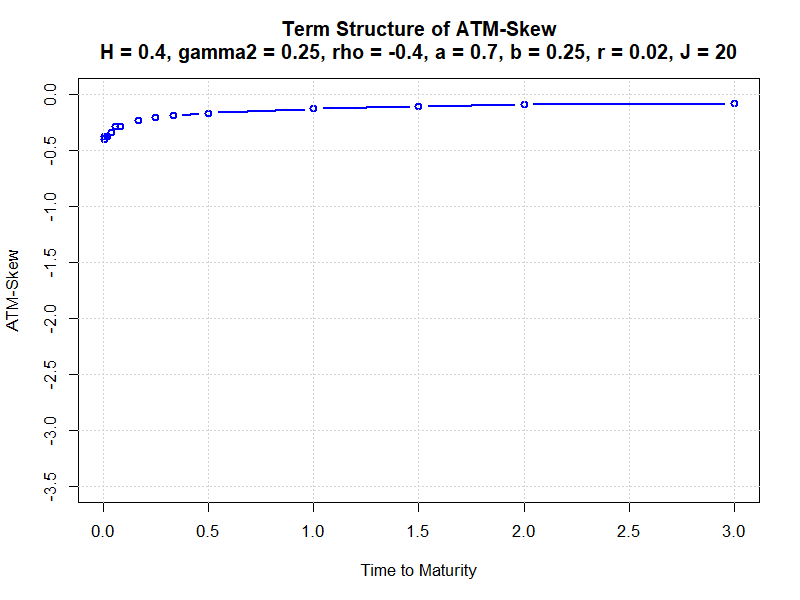 Term Structure of ATM-Skew
H = 0.4, gamma2 = 0.25, rho = -0.4, a = 0.7, b = 0.25, r = 0.02, J = 20
ATM-Skew
0.0
-0.5
-1.0
-1.5
-2.0
-2.5
-3.0
-3.5
0.0 0.5 1.0 1.5 2.0 2.5 3.0
Time to Maturity